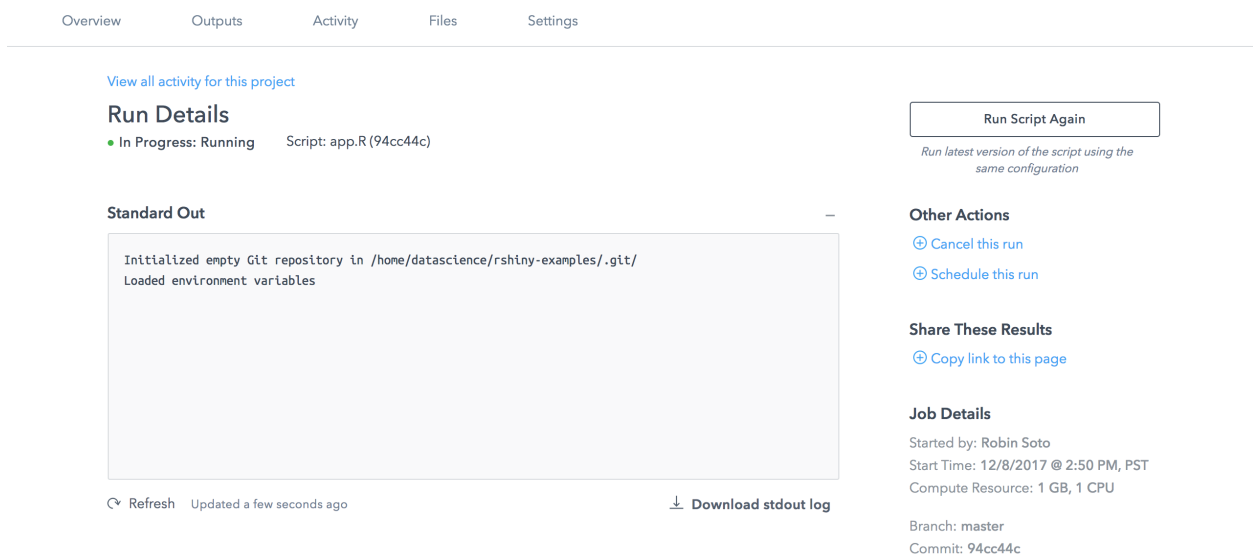 Overview Outputs Activity Files Settings
View all activity for this project
Run Details
In Progress: Running Script: app.R (94cc44c)
Standard Out
Initialized empty Git repository in /home/datascience/rshiny-examples/.git/
Loaded environment variables
Refresh Updated a few seconds ago Download stdout log
Run Script Again
Run latest version of the script using the
same configuration
Other Actions
Cancel this run
Schedule this run
Share These Results
Copy link to this page
Job Details
Started by: Robin Soto
Start Time: 12/8/2017 @ 2:50 PM, PST
Compute Resource: 1 GB, 1 CPU
Branch: master
Commit: 94cc44c